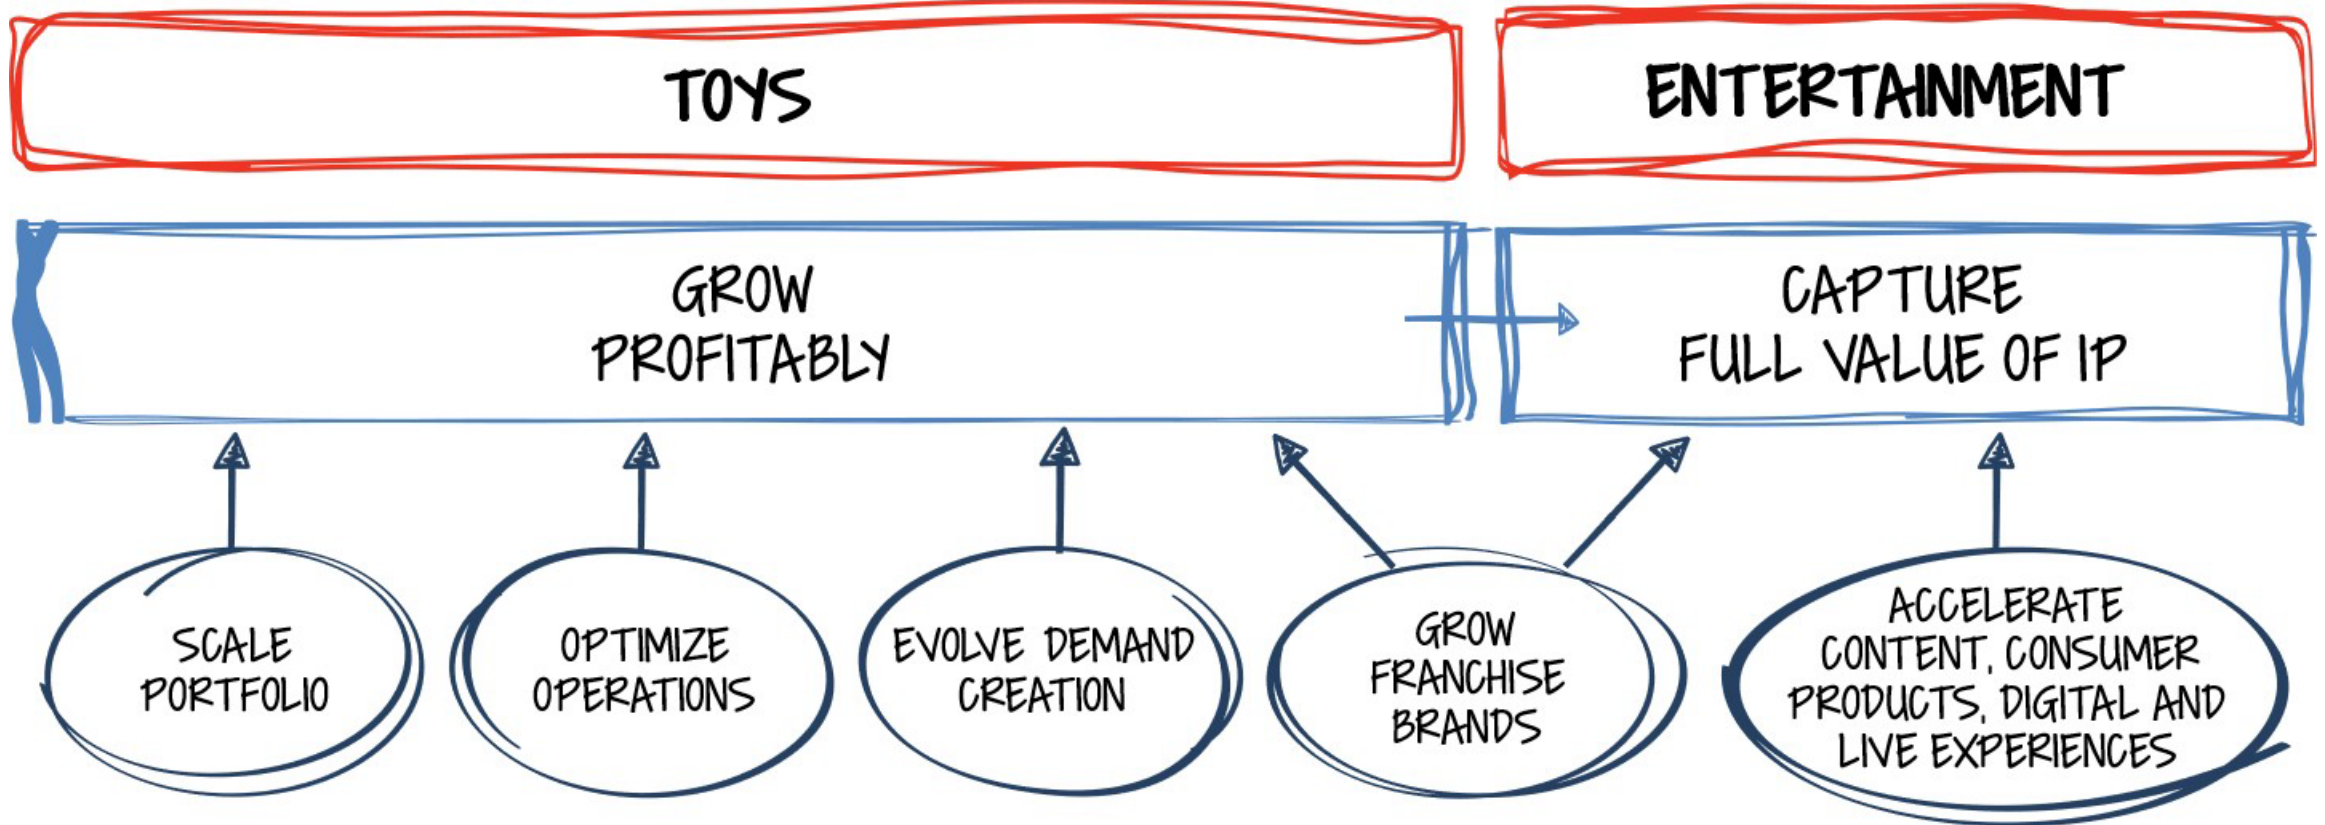 TOYS
ENTERTAINMENT
GROW
PROFITABLY
CAPTURE
FULL VALUE OF IP
SCALE
PORTFOLIO
OPTIMIZE
OPERATIONS
EVOLVE DEMAND
CREATION
GROW
FRANCHISE
BRANDS
ACCELERATE
CONTENT, CONSUMER
PRODUCTS, DIGITAL AND
LIVE EXPERIENCES